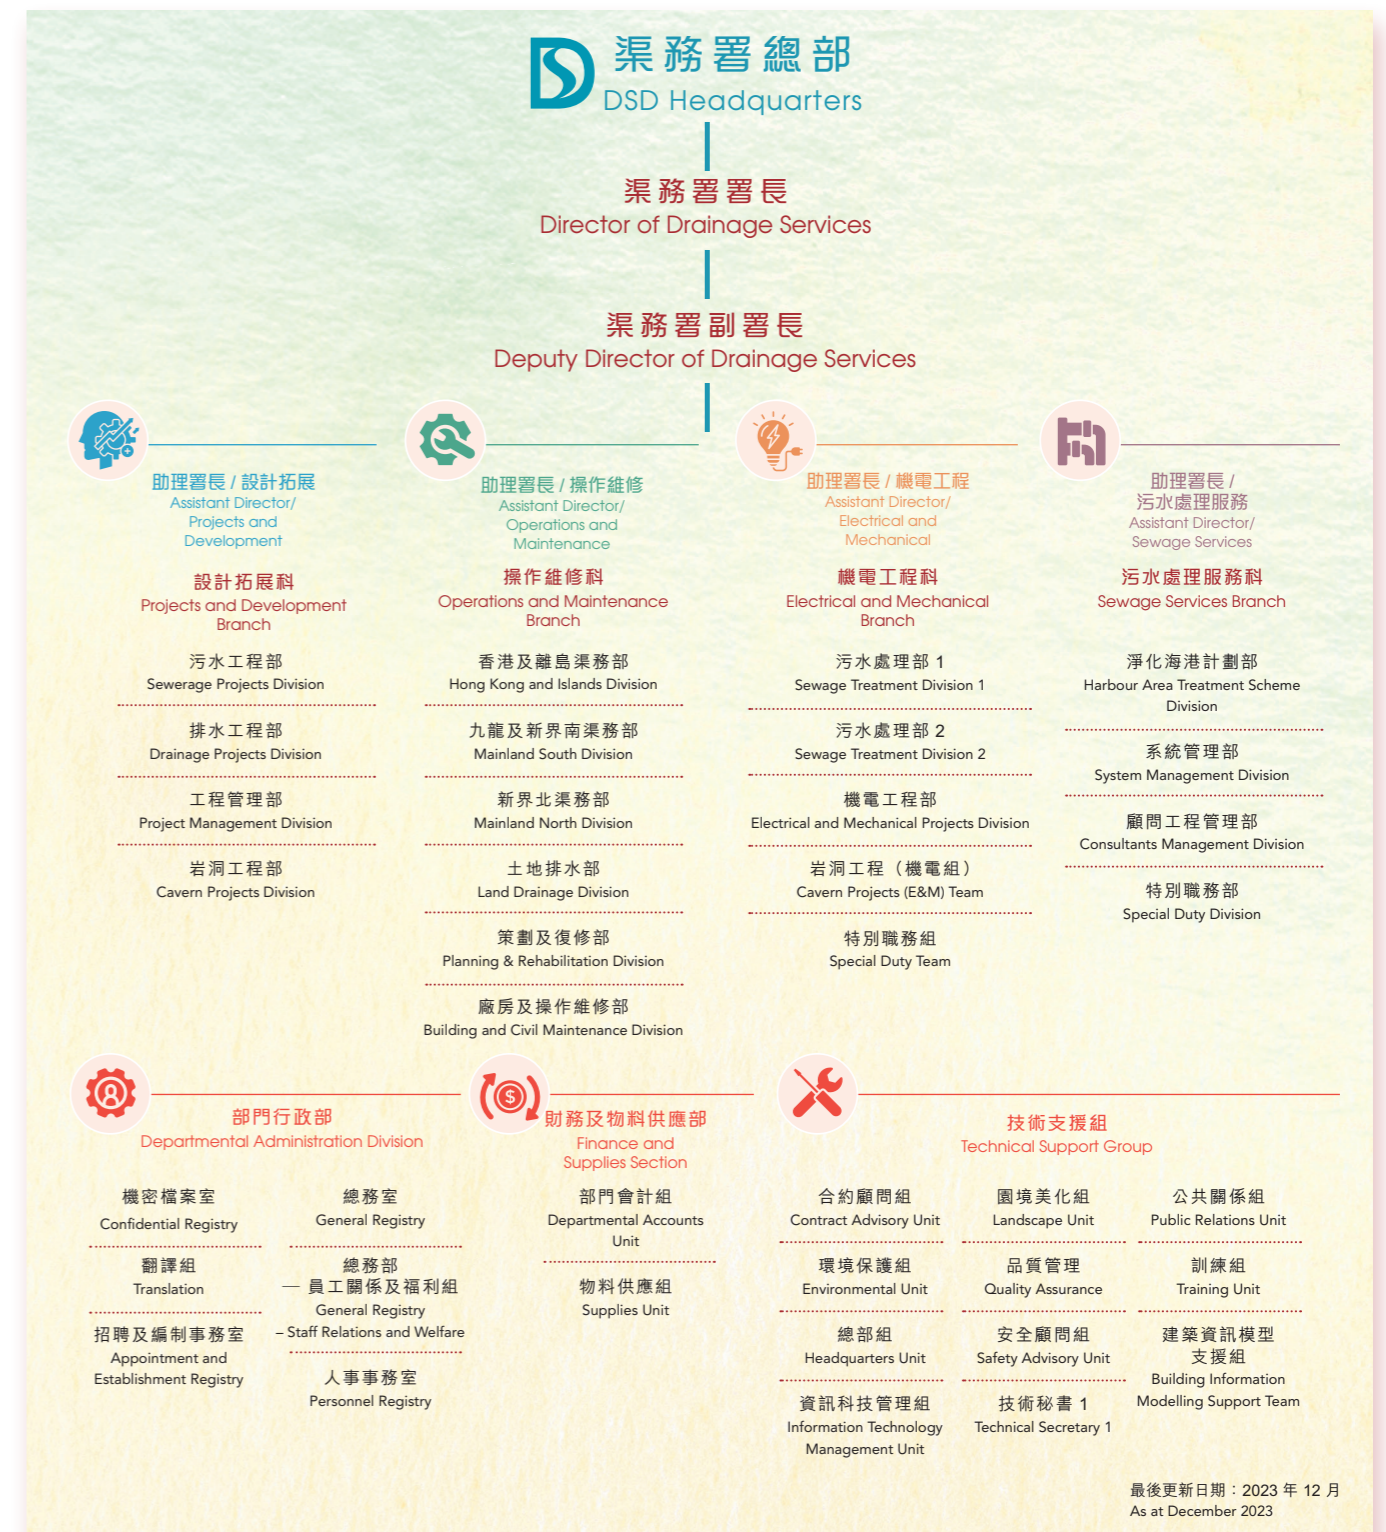 渠務署總部
DSD Headquarters
渠務署署長
Director of Drainage Services
渠務署副署長
Deputy Director of Drainage Services
助理署長 / 設計拓展
Assistant Director/
Projects and
Development
設計拓展科
Projects and Development
Branch
污水工程部
Sewerage Projects Division
排水工程部
Drainage Projects Division
工程管理部
Project Management Division
岩洞工程部
Cavern Projects Division
助理署長 / 操作維修
Assistant Director/
Operations and
Maintenance
操作維修科
Operations and Maintenance
Branch
香港及離島渠務部
Hong Kong and Islands Division
九龍及新界南渠務部
Mainland South Division
新界北渠務部
Mainland North Division
土地排水部
Land Drainage Division
策劃及復修部
Planning & Rehabilitation Division
廠房及操作維修部
Building and Civil Maintenance Division
助理署長 / 機電工程
Assistant Director/
Electrical and
Mechanical
機電工程科
Electrical and Mechanical
Branch
污水處理部 1
Sewage Treatment Division 1
污水處理部 2
Sewage Treatment Division 2
機電工程部
Electrical and Mechanical Projects Division
岩洞工程（機電組）
Cavern Projects (E&M) Team
特別職務組
Special Duty Team
助理署長 /
污水處理服務
Assistant Director/
Sewage Services
污水處理服務科
Sewage Services Branch
淨化海港計劃部
Harbour Area Treatment Scheme
Division
系統管理部
System Management Division
顧問工程管理部
Consultants Management Division
特別職務部
Special Duty Division
部門行政部
Departmental Administration Division
機密檔案室
Confidential Registry
翻譯組
Translation
招聘及編制事務室
Appointment and
Establishment Registry
總務室
General Registry
總務部
— 員工關係及福利組
General Registry
– Staff Relations and Welfare
人事事務室
Personnel Registry
財務及物料供應部
Finance and
Supplies Section
部門會計組
Departmental Accounts
Unit
物料供應組
Supplies Unit
技術支援組
Technical Support Group
合約顧問組
Contract Advisory Unit
環境保護組
Environmental Unit
總部組
Headquarters Unit
資訊科技管理組
Information Technology
Management Unit
園境美化組
Landscape Unit
品質管理
Quality Assurance
安全顧問組
Safety Advisory Unit
技術秘書 1
Technical Secretary 1
公共關係組
Public Relations Unit
訓練組
Training Unit
建築資訊模型
支援組
Building Information
Modelling Support Team
最後更新日期：2023 年 12 月
As at December 2023